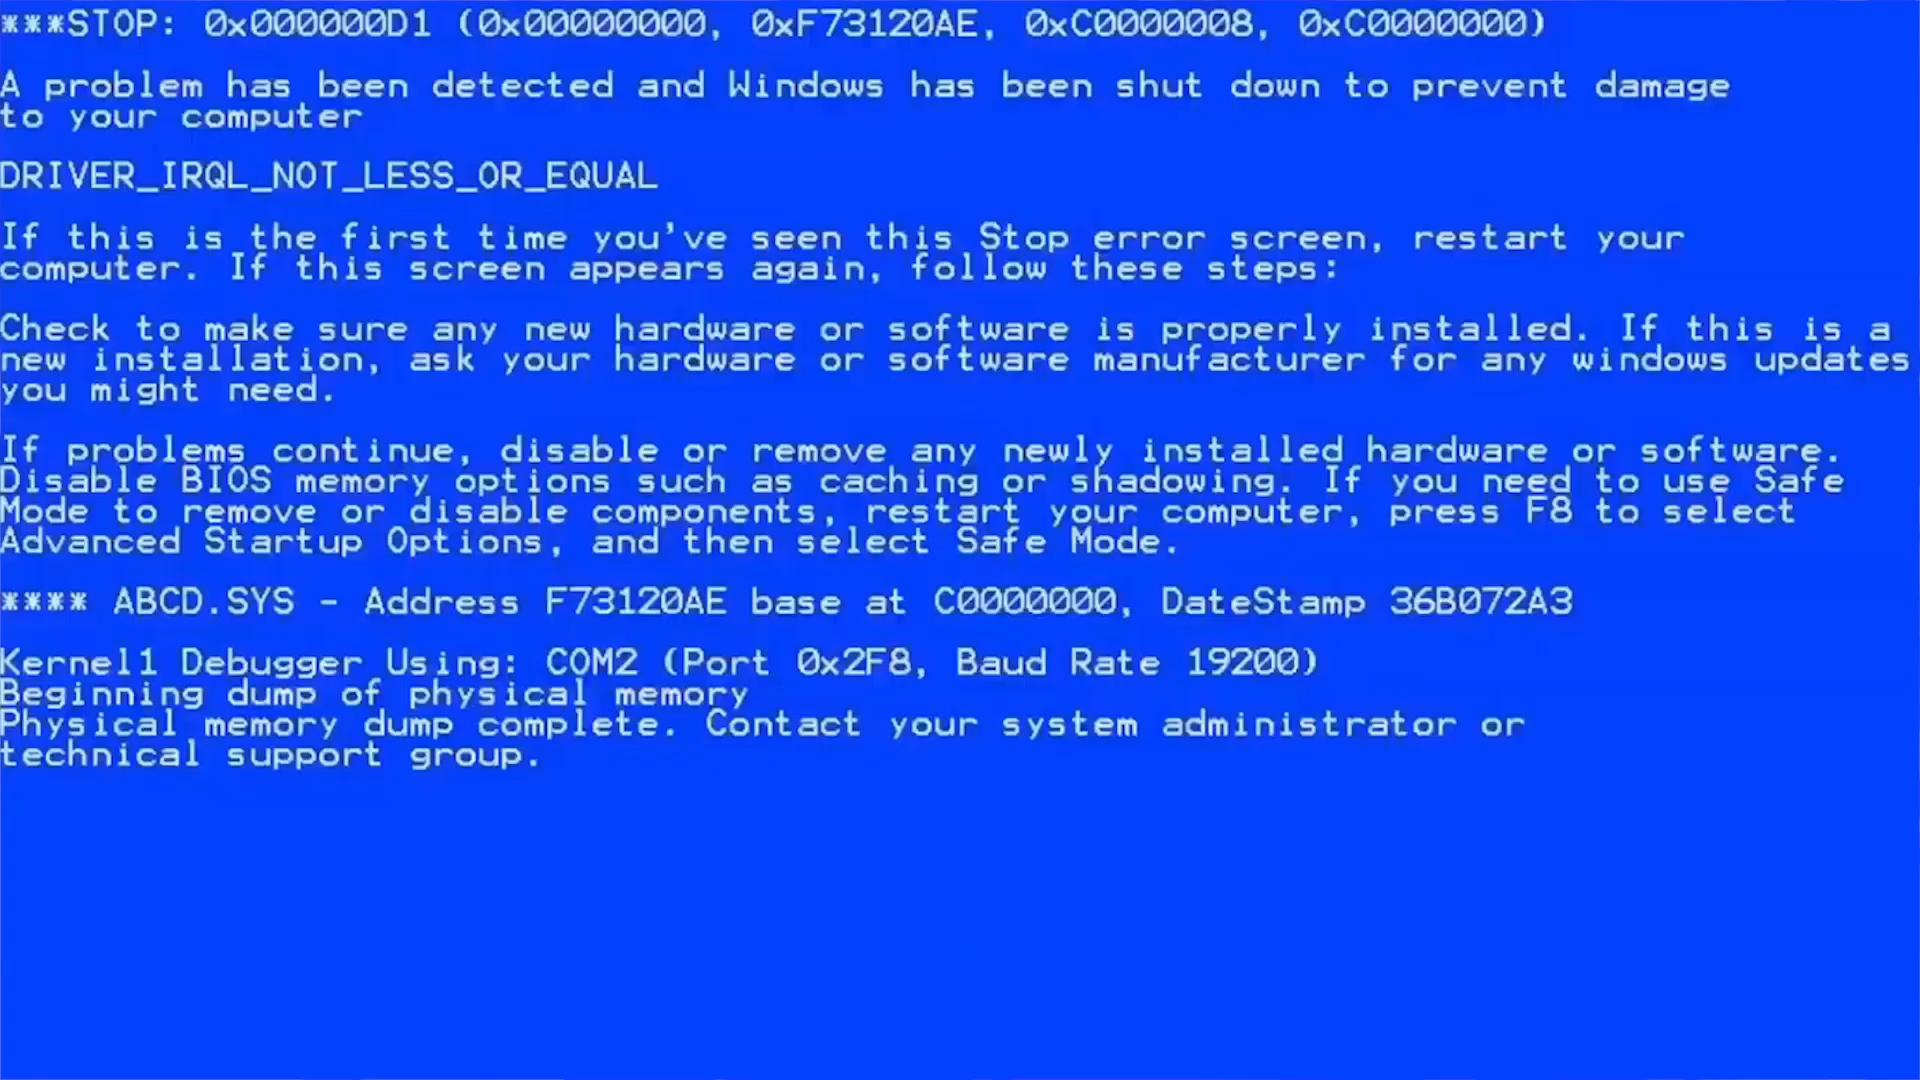 ***STOP: 0x000000D1 (0x00000000, 0xF73120AE, 0xC0000008, 0xC0000000)
A problem has been detected and Windows has been shut down to prevent damage
to your computer
DRIVER_IRQL_NOT_LESS_OR_EQUAL
If this is the first time you've seen this Stop error screen, restart your
computer. If this screen appears again, follow these steps:
Check to make sure any new hardware or software is properly installed. If this is a
new installation, ask your hardware or software manufacturer for any windows updates
you might need.
If problems continue, disable or remove any newly installed hardware or software.
Disable BIOS memory options such as caching or shadowing. If you need to use Safe
Mode to remove or disable components, restart your computer, press F8 to select
Advanced Startup Options, and then select Safe Mode.
**** ABCD.SYS - Address F73120AE base at C0000000, DateStamp 36B072A3
Kernel1 Debugger Using: COM2 (Port 0x2F8, Baud Rate 19200)
Beginning dump of physical memory
Physical memory dump complete. Contact your system administrator or
technical support group.